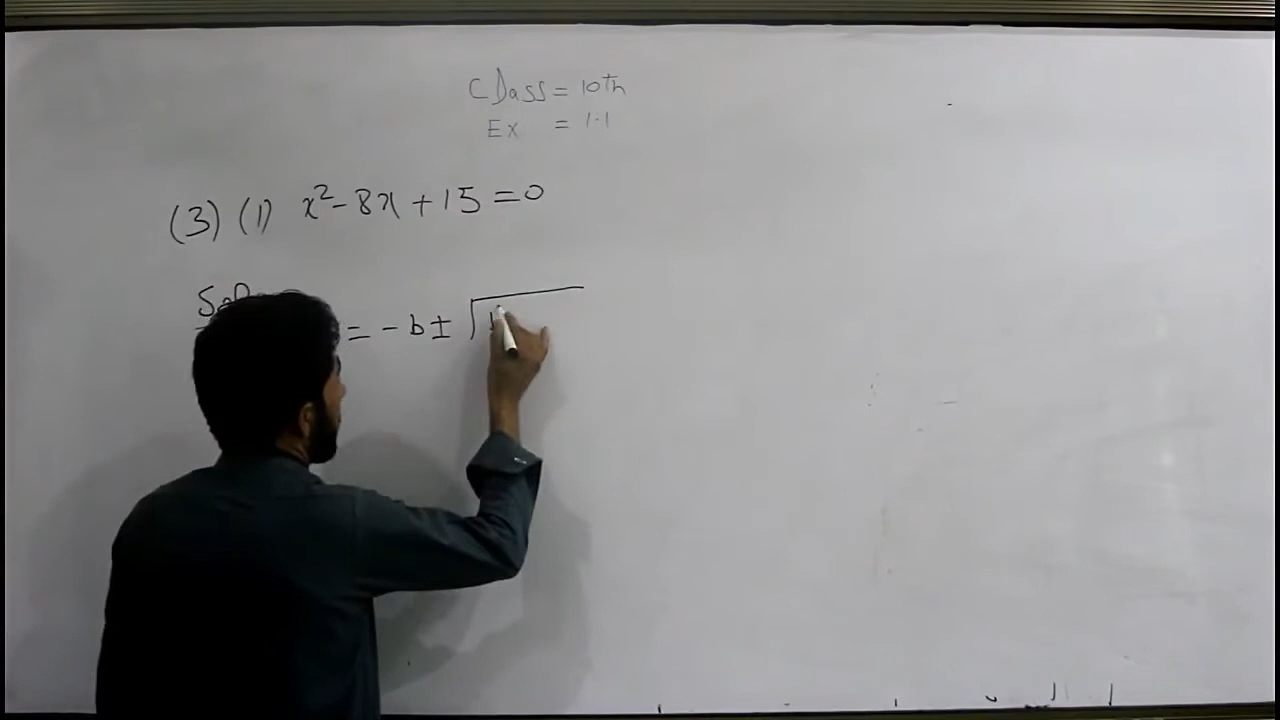 Class = 10th
Ex = 1.1
(3) (1) x² - 8x + 15 = 0
= - b ± √